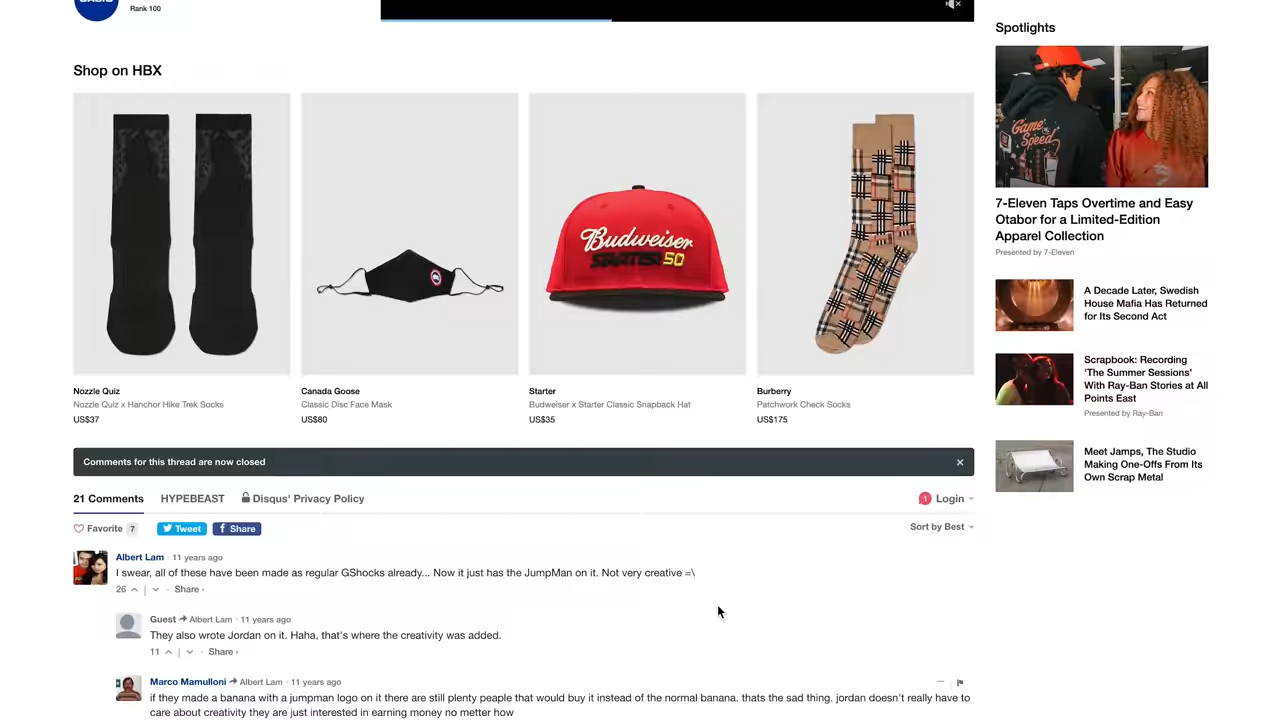 Rank 100
Shop on HBX
Budweiser
STARTER 50
Nozzle Quiz
Nozzle Quiz x Hanchor Hike Trek Socks
US$37
Canada Goose
Classic Disc Face Mask
US$80
Starter
Budweiser x Starter Classic Snapback Hat
US$35
Burberry
Patchwork Check Socks
US$175
Comments for this thread are now closed
×
21 Comments
HYPEBEAST
Disqus' Privacy Policy
1
Login
Favorite 7
Tweet
f Share
Sort by Best
Albert Lam · 11 years ago
I swear, all of these have been made as regular GShocks already... Now it just has the JumpMan on it. Not very creative =\
26 | · Share ›
Guest Albert Lam · 11 years ago
They also wrote Jordan on it. Haha, that's where the creativity was added.
11 | · Share ›
Marco Mamulloni Albert Lam · 11 years ago
if they made a banana with a jumpman logo on it there are still plenty peaple that would buy it instead of the normal banana. thats the sad thing. jordan doesn't really have to
care about creativity they are just interested in earning money no metter how
Spotlights
Game
Speed
7-Eleven Taps Overtime and Easy
Otabor for a Limited-Edition
Apparel Collection
Presented by 7-Eleven
A Decade Later, Swedish
House Mafia Has Returned
for Its Second Act
Scrapbook: Recording
'The Summer Sessions'
With Ray-Ban Stories at All
Points East
Presented by Ray-Ban
Meet Jamps, The Studio
Making One-Offs From Its
Own Scrap Metal